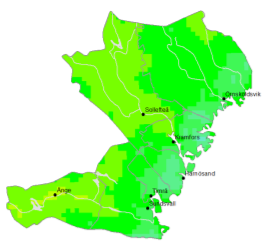 Örnsköldsvik
Sollefteå
Kramfors
Härnösand
Ånge
Timrå
Sundsvall